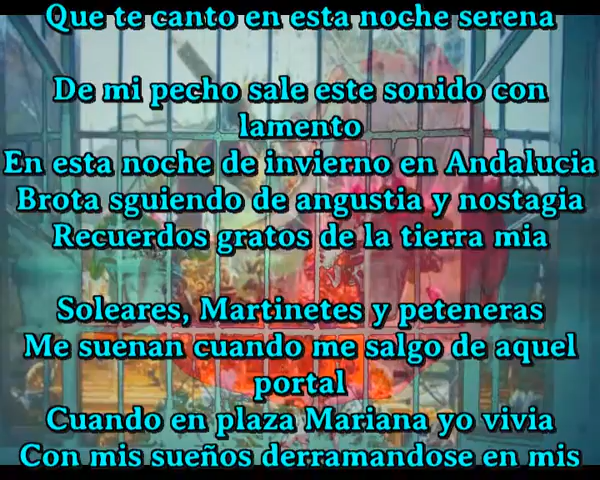 Que te canto en esta noche serena
De mi pecho sale este sonido con
lamento
En esta noche de invierno en Andalucia
Brota sguiendo de angustia y nostagia
Recuerdos gratos de la tierra mia
Soleares, Martinetes y peteneras
Me suenan cuando me salgo de aquel
portal
Cuando en plaza Mariana yo vivia
Con mis sueños derramandose en mis